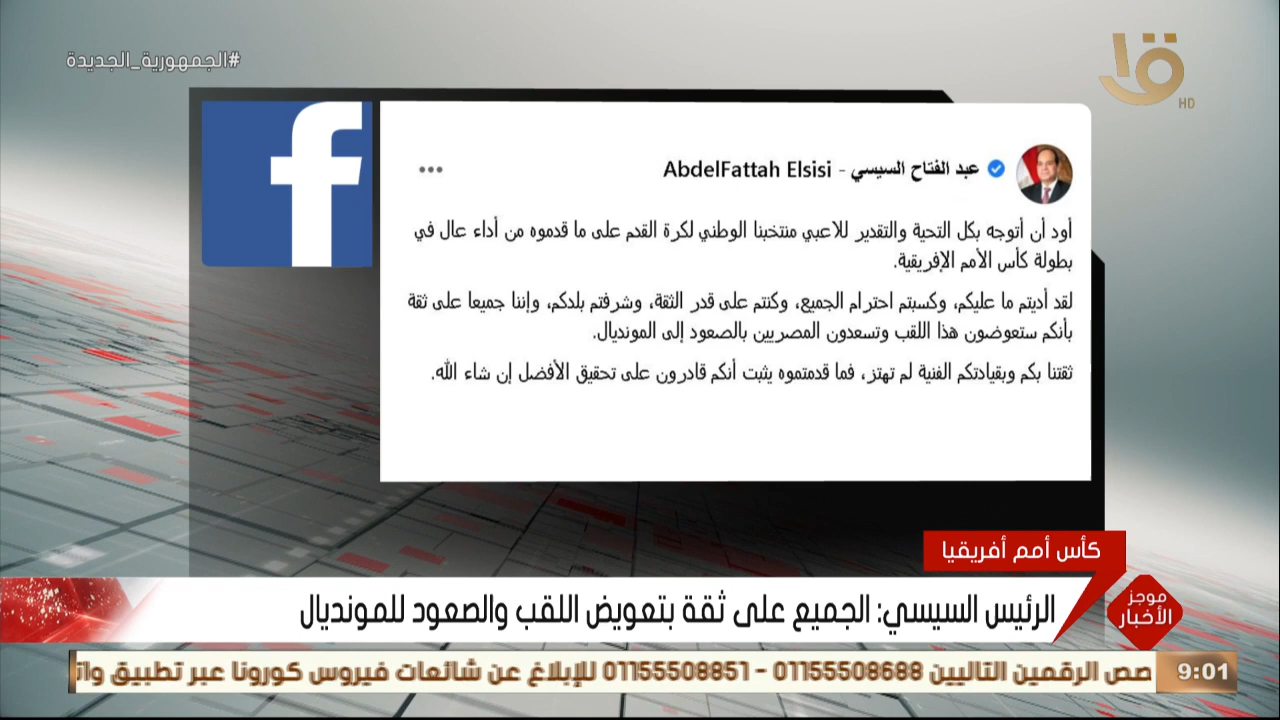 #الجمهورية_الجديدة
HD
عبد الفتاح السيسي - AbdelFattah Elsisi
أود أن أتوجه بكل التحية والتقدير للاعبي منتخبنا الوطني لكرة القدم على ما قدموه من أداء عال في
بطولة كأس الأمم الإفريقية.
لقد أديتم ما عليكم، وكسبتم احترام الجميع، وكنتم على قدر الثقة، وشرفتم بلدكم، وإننا جميعا على ثقة
بأنكم ستعوضون هذا اللقب وتسعدون المصريين بالصعود إلى المونديال.
ثقتنا بكم وبقيادتكم الفنية لم تهتز، فما قدمتموه يثبت أنكم قادرون على تحقيق الأفضل إن شاء الله.
كأس أمم أفريقيا
موجز
الأخبار
الرئيس السيسي: الجميع على ثقة بتعويض اللقب والصعود للمونديال
9:01
صص الرقمين التاليين 01155508688 - 01155508851 للإبلاغ عن شائعات فيروس كورونا عبر تطبيق وات